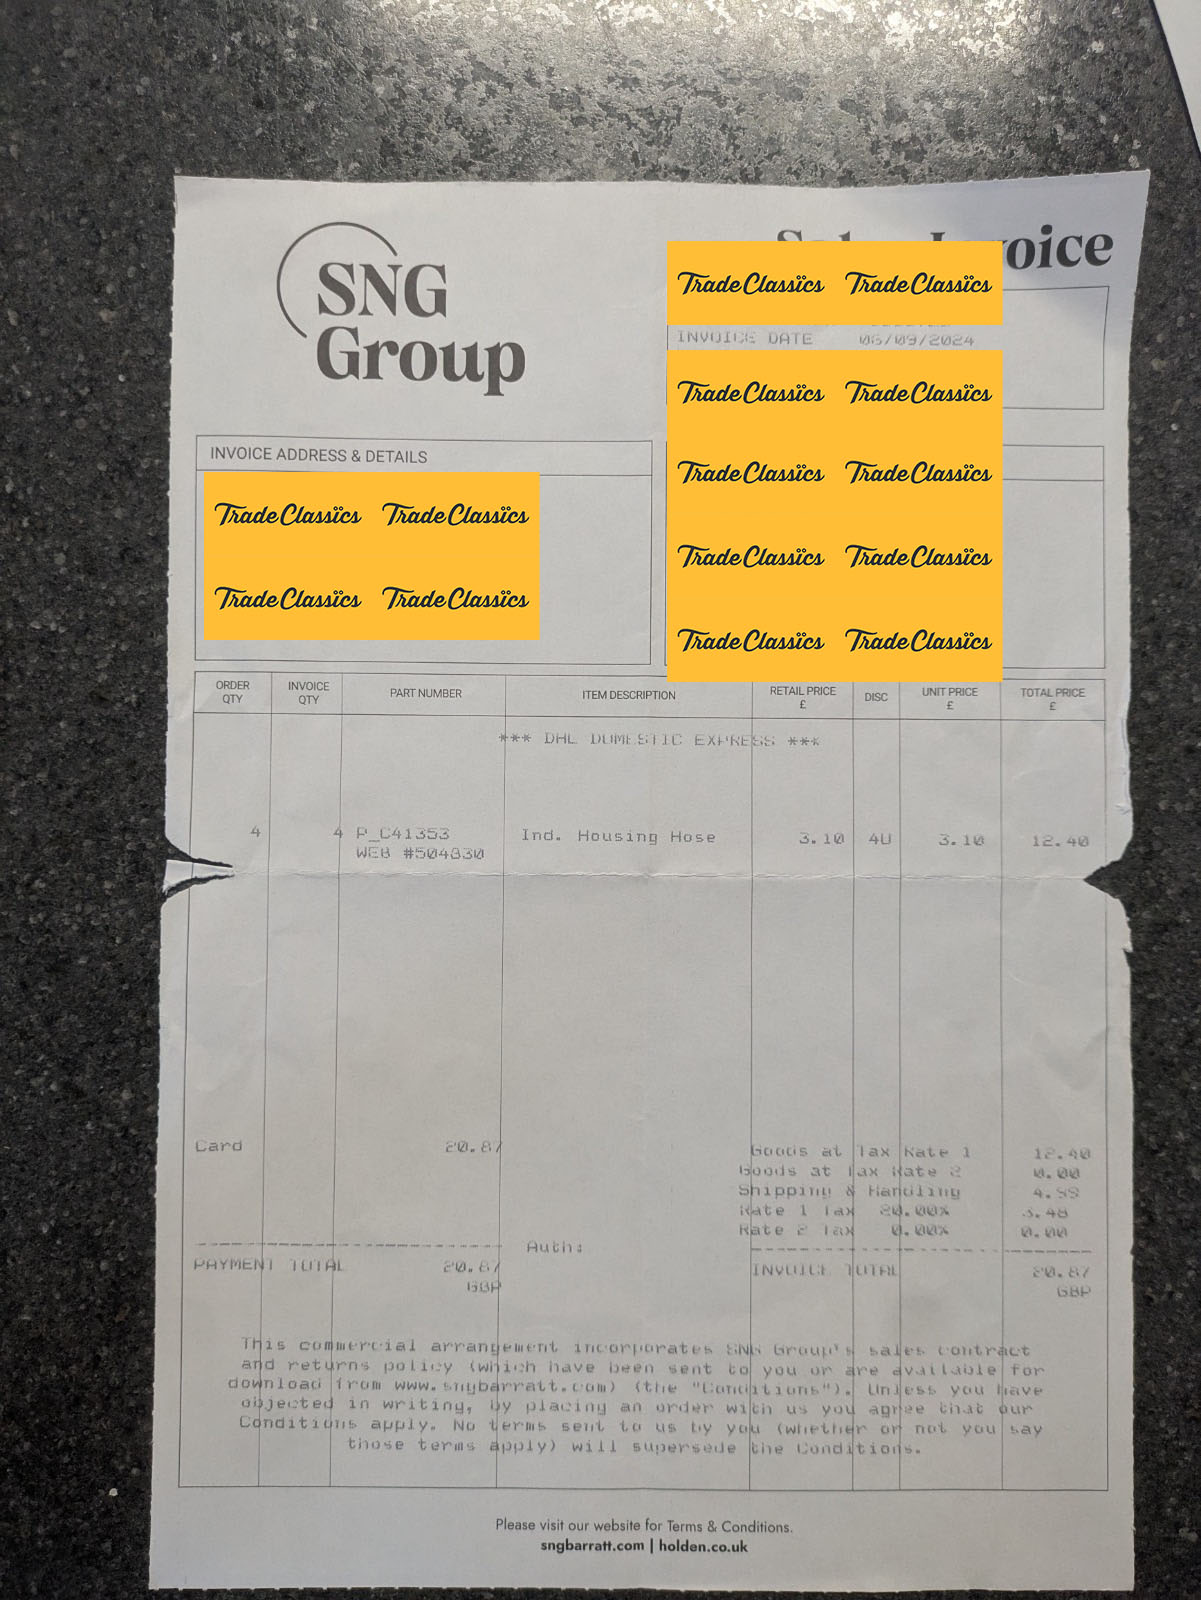 SNG
Group
Sales Invoice
TradeClassics TradeClassics
INVOICE DATE 06/09/2024
TradeClassics TradeClassics
TradeClassics TradeClassics
TradeClassics TradeClassics
TradeClassics TradeClassics
INVOICE ADDRESS & DETAILS
TradeClassics TradeClassics
TradeClassics TradeClassics
ORDER QTY INVOICE QTY PART NUMBER ITEM DESCRIPTION RETAIL PRICE £ DISC UNIT PRICE £ TOTAL PRICE £
*** DHL DOMESTIC EXPRESS ***
4 4 P_C41353 Ind. Housing Hose 3.10 4U 3.10 12.40
WEB #504830
Card 20.87
Goods at Tax Rate 1 12.40
Goods at Tax Rate 2 0.00
Shipping & Handling 4.99
Rate 1 Tax 20.00% 3.48
Rate 2 Tax 0.00% 0.00
Auth:
PAYMENT TOTAL 20.87
GBP
INVOICE TOTAL 20.87
GBP
This commercial arrangement incorporates SNG Group's sales contract
and returns policy (which have been sent to you or are available for
download from www.sngbarratt.com) (the "Conditions"). Unless you have
objected in writing, by placing an order with us you agree that our
Conditions apply. No terms sent to us by you (whether or not you say
those terms apply) will supersede the Conditions.
Please visit our website for Terms & Conditions.
sngbarratt.com | holden.co.uk